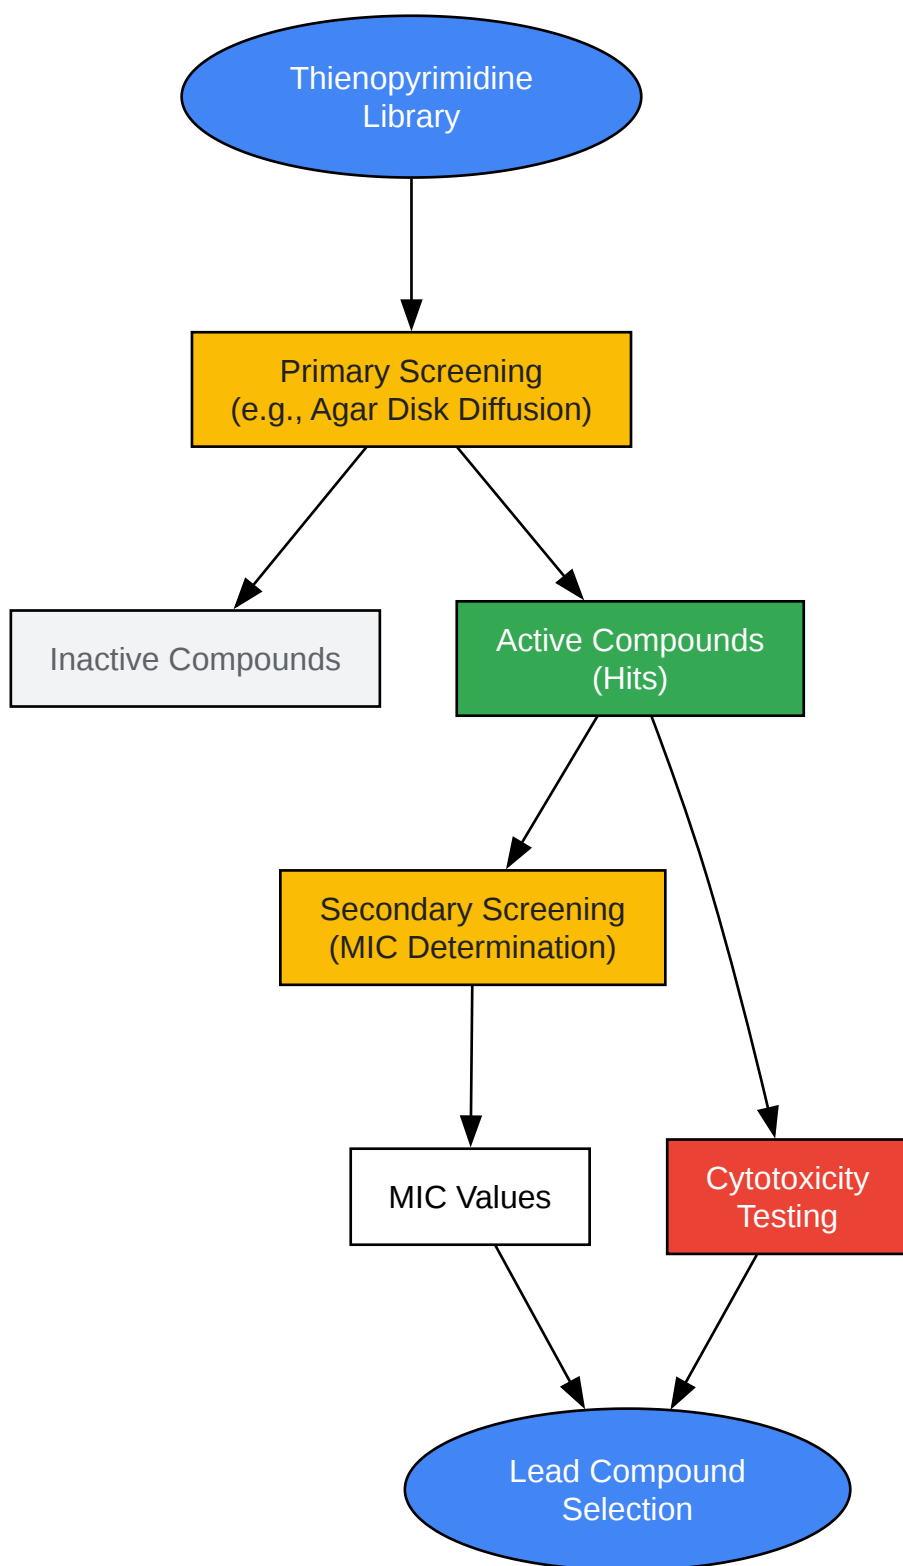 Thienopyrimidine
Library
Primary Screening
(e.g., Agar Disk Diffusion)
Inactive Compounds
Active Compounds
(Hits)
Secondary Screening
(MIC Determination)
MIC Values
Cytotoxicity
Testing
Lead Compound
Selection